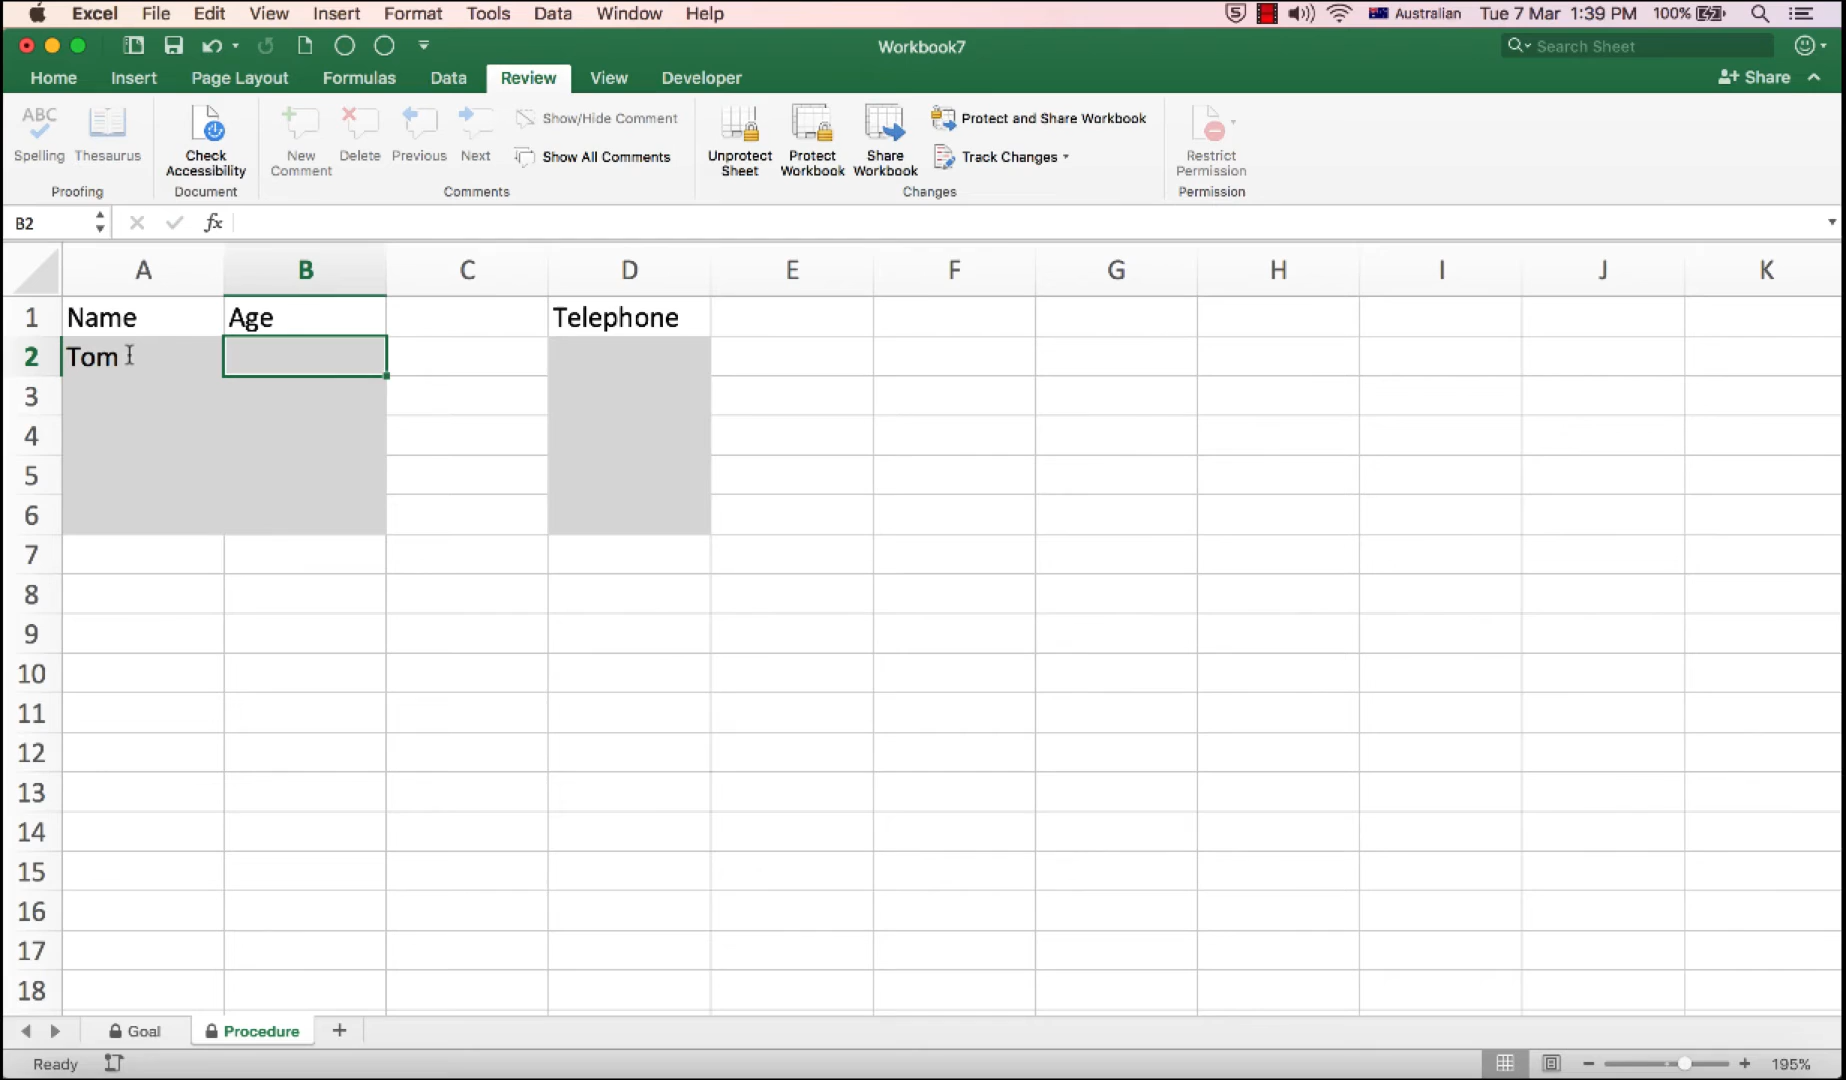 Excel File Edit View Insert Format Tools Data Window Help Australian Tue 7 Mar 1:39 PM 100%
Workbook7
Search Sheet
Home Insert Page Layout Formulas Data Review View Developer
Share
ABC
Spelling
Thesaurus
Proofing
Check Accessibility
Document
New Comment
Delete
Previous
Next
Show/Hide Comment
Show All Comments
Comments
Unprotect Sheet
Protect Workbook
Share Workbook
Protect and Share Workbook
Track Changes
Changes
Restrict Permission
Permission
B2 fx
A B C D E F G H I J K
1 Name Age Telephone
2 Tom
3
4
5
6
7
8
9
10
11
12
13
14
15
16
17
18
Goal Procedure +
Ready 195%